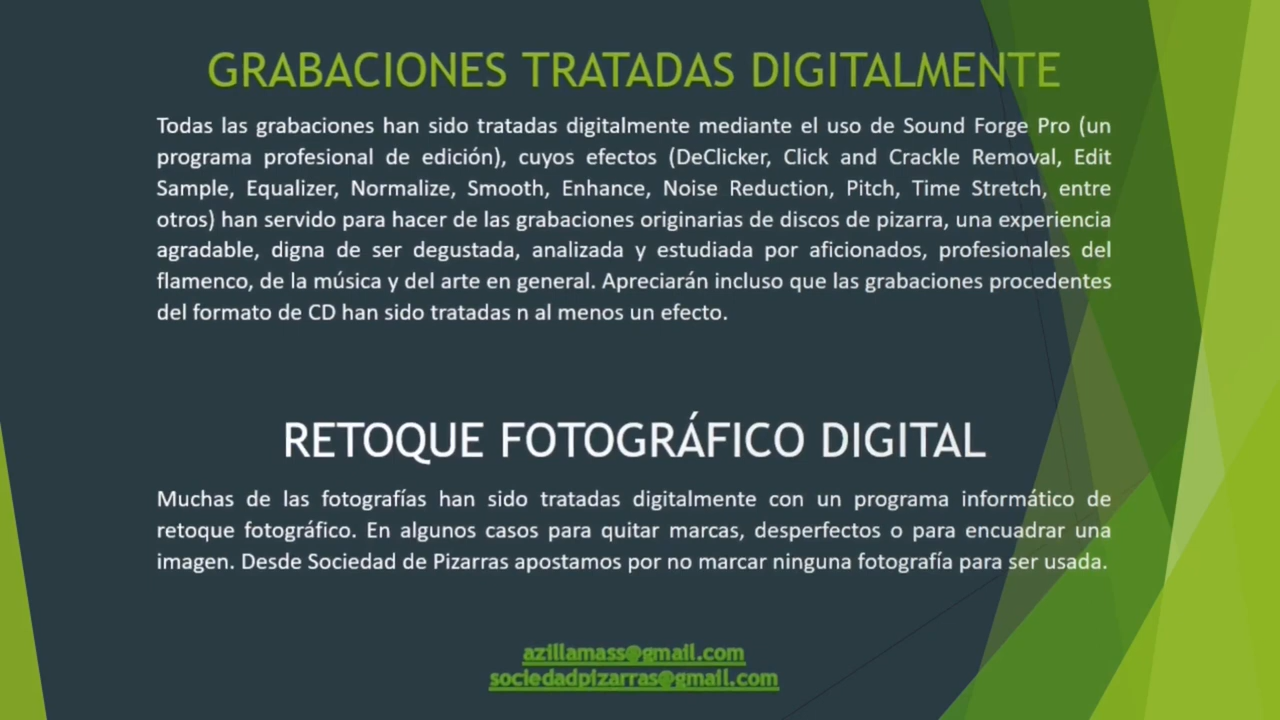 GRABACIONES TRATADAS DIGITALMENTE
Todas las grabaciones han sido tratadas digitalmente mediante el uso de Sound Forge Pro (un
programa profesional de edición), cuyos efectos (DeClicker, Click and Crackle Removal, Edit
Sample, Equalizer, Normalize, Smooth, Enhance, Noise Reduction, Pitch, Time Stretch, entre
otros) han servido para hacer de las grabaciones originarias de discos de pizarra, una experiencia
agradable, digna de ser degustada, analizada y estudiada por aficionados, profesionales del
flamenco, de la música y del arte en general. Apreciarán incluso que las grabaciones procedentes
del formato de CD han sido tratadas n al menos un efecto.
RETOQUE FOTOGRÁFICO DIGITAL
Muchas de las fotografías han sido tratadas digitalmente con un programa informático de
retoque fotográfico. En algunos casos para quitar marcas, desperfectos o para encuadrar una
imagen. Desde Sociedad de Pizarras apostamos por no marcar ninguna fotografía para ser usada.
azillamass@gmail.com
sociedadpizarras@gmail.com